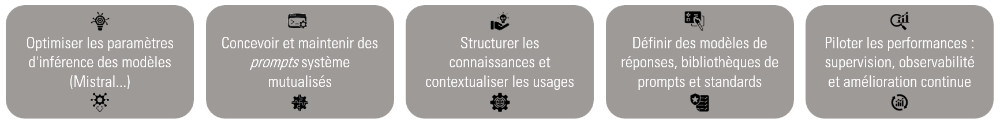 Optimiser les paramètres
d'inférence des modèles
(Mistral...)
Concevoir et maintenir des
prompts système
mutualisés
Structurer les
connaissances et
contextualiser les usages
Définir des modèles de
réponses, bibliothèques de
prompts et standards
Piloter les performances :
supervision, observabilité
et amélioration continue